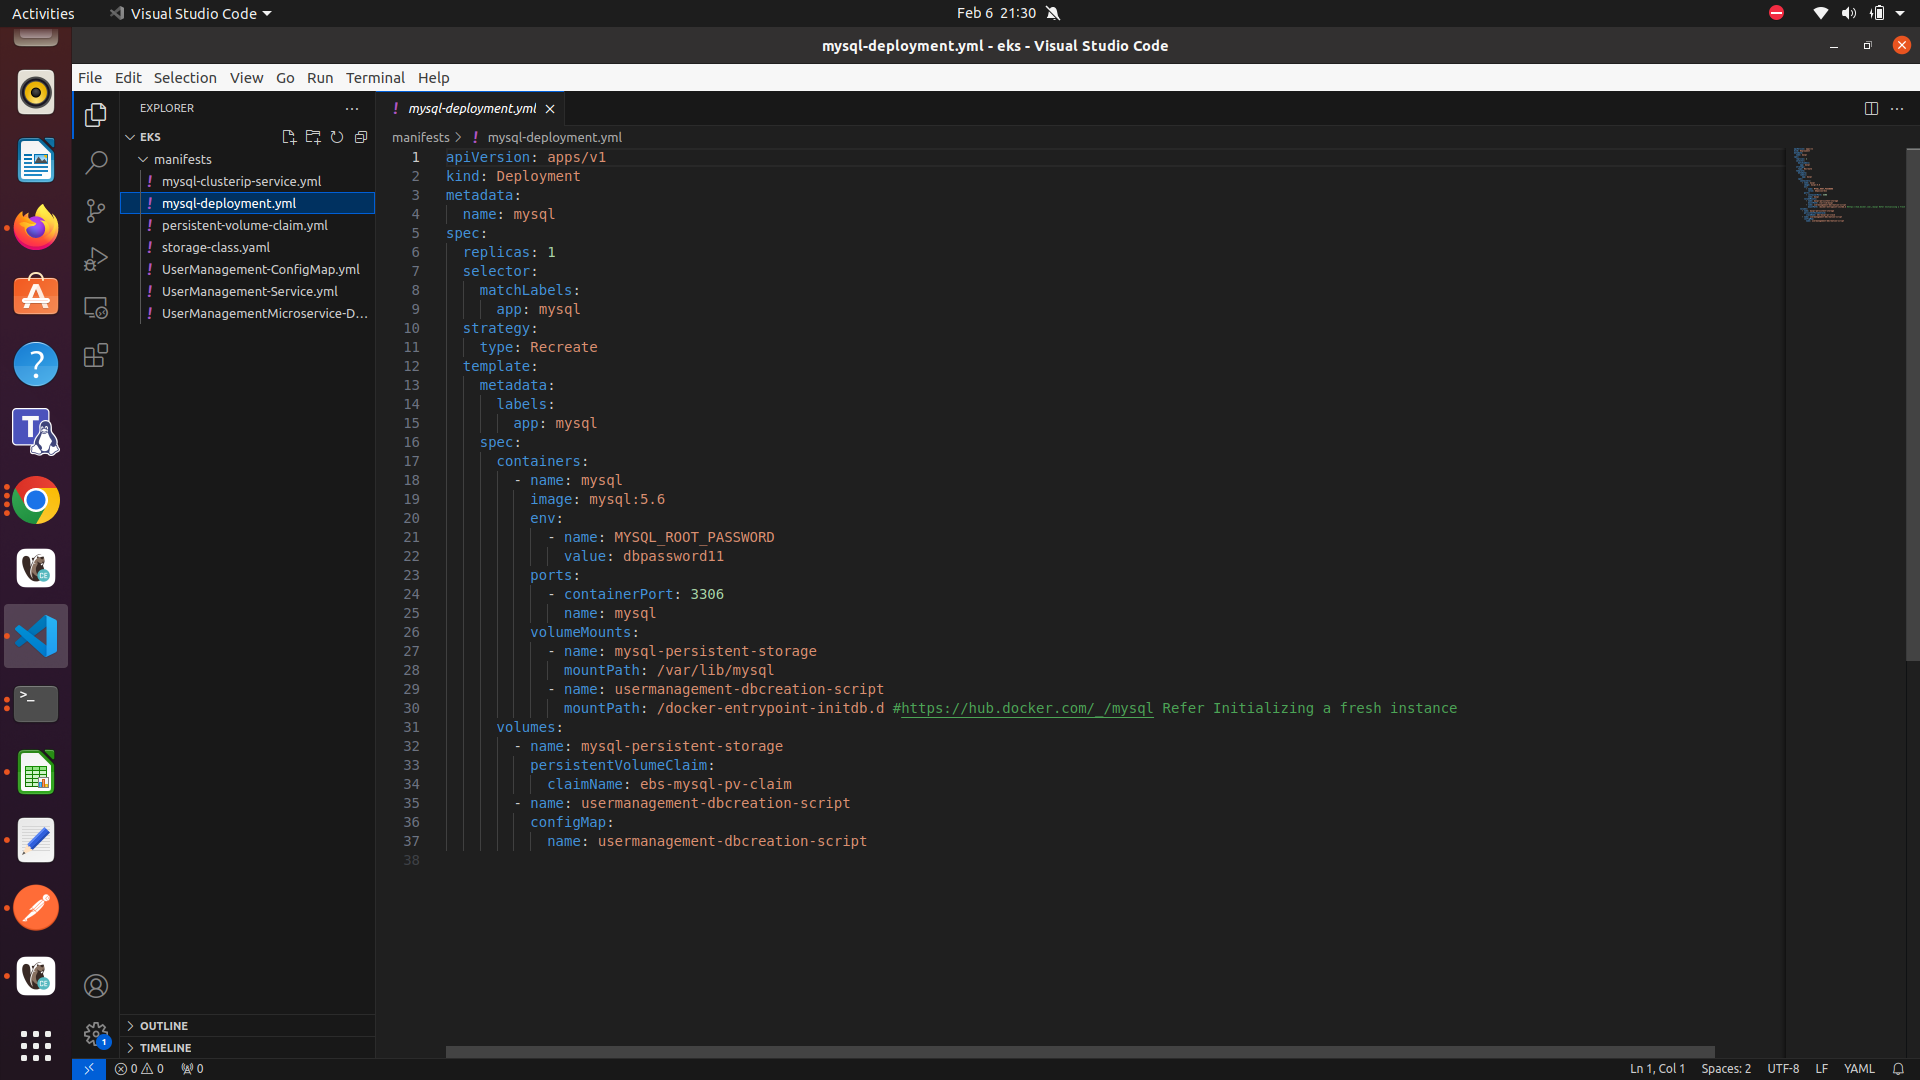 Activities
Visual Studio Code
Feb 6 21:30
mysql-deployment.yml - eks - Visual Studio Code
File Edit Selection View Go Run Terminal Help
EXPLORER
EKS
manifests
mysql-clusterip-service.yml
mysql-deployment.yml
persistent-volume-claim.yml
storage-class.yaml
UserManagement-ConfigMap.yml
UserManagement-Service.yml
UserManagementMicroservice-D...
OUTLINE
TIMELINE
! mysql-deployment.yml
manifests > ! mysql-deployment.yml
1 apiVersion: apps/v1
2 kind: Deployment
3 metadata:
4   name: mysql
5 spec:
6   replicas: 1
7   selector:
8     matchLabels:
9       app: mysql
10   strategy:
11     type: Recreate
12   template:
13     metadata:
14       labels:
15         app: mysql
16     spec:
17       containers:
18         - name: mysql
19           image: mysql:5.6
20           env:
21             - name: MYSQL_ROOT_PASSWORD
22               value: dbpassword11
23           ports:
24             - containerPort: 3306
25               name: mysql
26           volumeMounts:
27             - name: mysql-persistent-storage
28               mountPath: /var/lib/mysql
29             - name: usermanagement-dbcreation-script
30               mountPath: /docker-entrypoint-initdb.d #https://hub.docker.com/_/mysql Refer Initializing a fresh instance
31       volumes:
32         - name: mysql-persistent-storage
33           persistentVolumeClaim:
34             claimName: ebs-mysql-pv-claim
35         - name: usermanagement-dbcreation-script
36           configMap:
37             name: usermanagement-dbcreation-script
38
0 0 0
Ln 1, Col 1 Spaces: 2 UTF-8 LF YAML